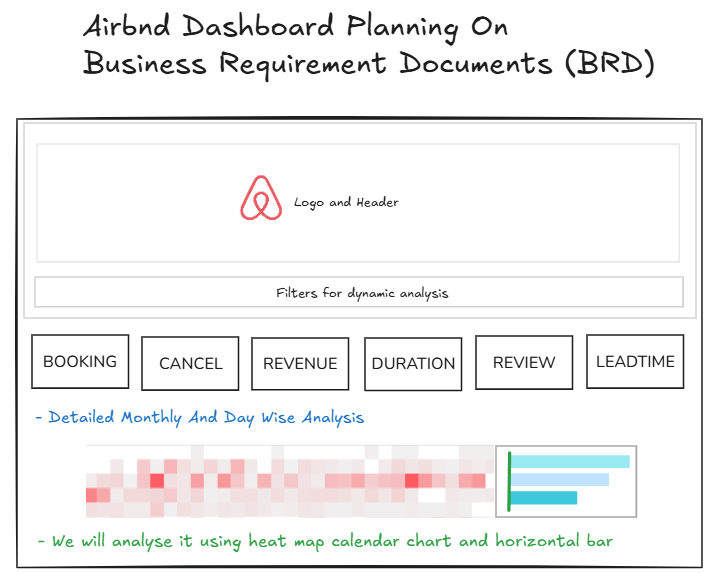 Airbnd Dashboard Planning On
Business Requirement Documents (BRD)
Logo and Header
Filters for dynamic analysis
BOOKING CANCEL REVENUE DURATION REVIEW LEADTIME
- Detailed Monthly And Day Wise Analysis
- We will analyse it using heat map calendar chart and horizontal bar